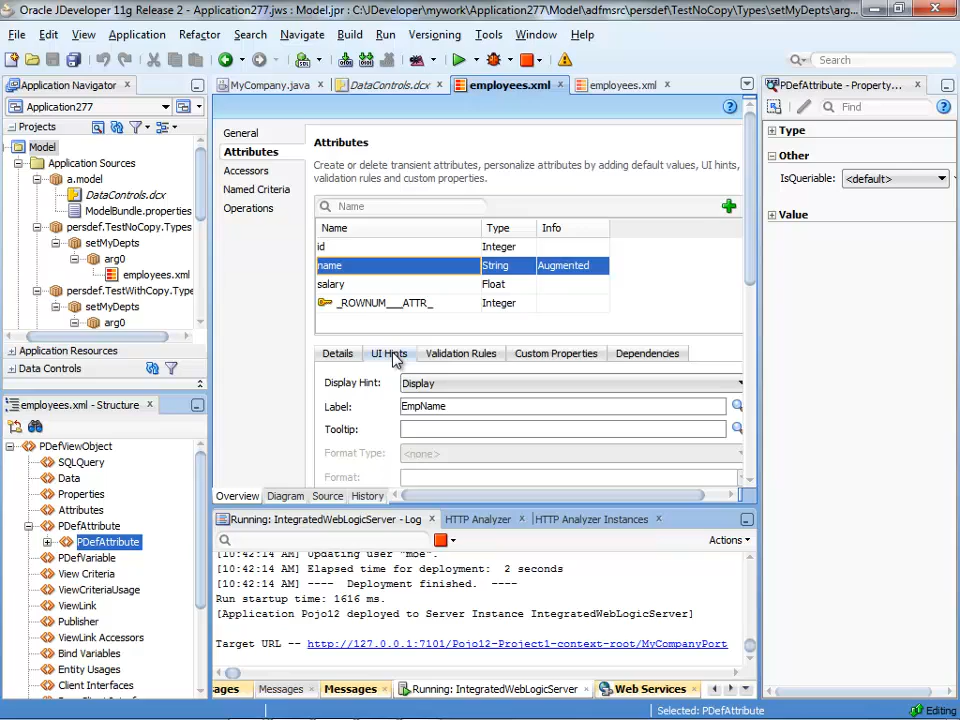 Oracle JDeveloper 11g Release 2 - Application277.jws : Model.jpr : C:\JDeveloper\mywork\Application277\Model\adfmsrc\persdef\TestNoCopy\Types\setMyDepts\arg...
File Edit View Application Refactor Search Navigate Build Run Versioning Tools Window Help
Search
Application Navigator
MyCompany.java DataControls.dcx employees.xml employees.xml
PDefAttribute - Property...
Application277
Projects
Find
Model
Application Sources
a.model
DataControls.dcx
ModelBundle.properties
persdef.TestNoCopy.Types
setMyDepts
arg0
employees.xml
persdef.TestWithCopy.Type
setMyDepts
arg0
Application Resources
Data Controls
General
Attributes
Accessors
Named Criteria
Operations
Attributes
Create or delete transient attributes, personalize attributes by adding default values, UI hints,
validation rules and custom properties.
Name
Name Type Info
id Integer
name String Augmented
salary Float
_ROWNUM___ATTR_ Integer
Details UI Hints Validation Rules Custom Properties Dependencies
Display Hint: Display
Label: EmpName
Tooltip:
Format Type: <none>
Format:
Overview Diagram Source History
Type
Other
IsQueriable: <default>
Value
employees.xml - Structure
PDefViewObject
SQLQuery
Data
Properties
Attributes
PDefAttribute
PDefAttribute
PDefVariable
View Criteria
ViewCriteriaUsage
ViewLink
Publisher
ViewLink Accessors
Bind Variables
Entity Usages
Client Interfaces
Running: IntegratedWebLogicServer - Log HTTP Analyzer HTTP Analyzer Instances
Actions
[10:42:14 AM] Updating user "moe".
[10:42:14 AM] Elapsed time for deployment:  2 seconds
[10:42:14 AM] ----  Deployment finished.  ----
Run startup time: 1616 ms.
[Application Pojo12 deployed to Server Instance IntegratedWebLogicServer]
Target URL -- http://127.0.0.1:7101/Pojo12-Project1-context-root/MyCompanyPort
sages Messages Messages Running: IntegratedWebLogicServer Web Services
Selected: PDefAttribute Editing